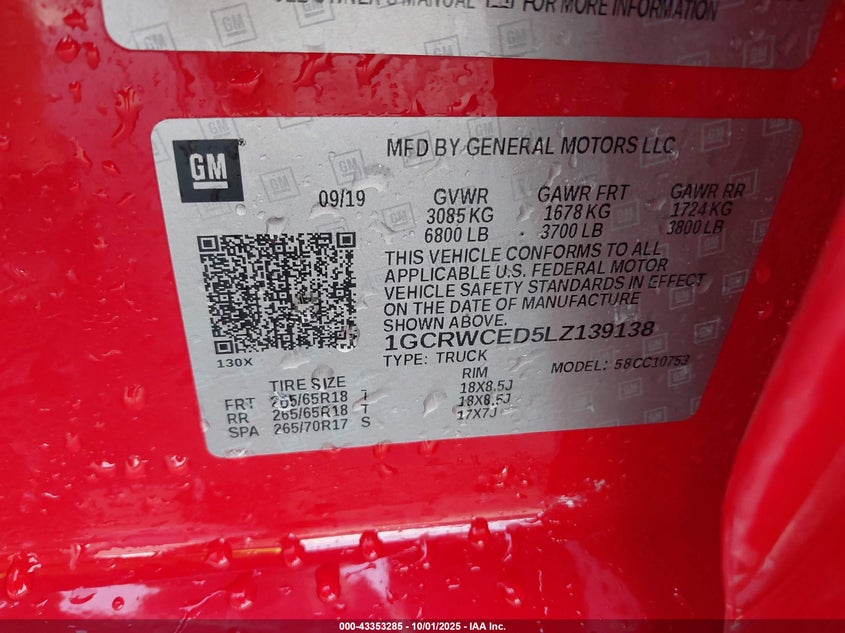 OWNER'S MANUAL FOR MORE INFORMATION
GM
MFD BY GENERAL MOTORS LLC
09/19 GVWR GAWR FRT GAWR RR
3085 KG 1678 KG 1724 KG
6800 LB 3700 LB 3800 LB
THIS VEHICLE CONFORMS TO ALL
APPLICABLE U.S. FEDERAL MOTOR
VEHICLE SAFETY STANDARDS IN EFFECT
ON THE DATE OF MANUFACTURE
SHOWN ABOVE.
1GCRWCED5LZ139138
130X
TYPE: TRUCK MODEL: 58CC10753
TIRE SIZE RIM
FRT 265/65R18 T 18X8.5J
RR 265/65R18 T 18X8.5J
SPA 265/70R17 S 17X7J
000-43353285 - 10/01/2025 - IAA Inc.